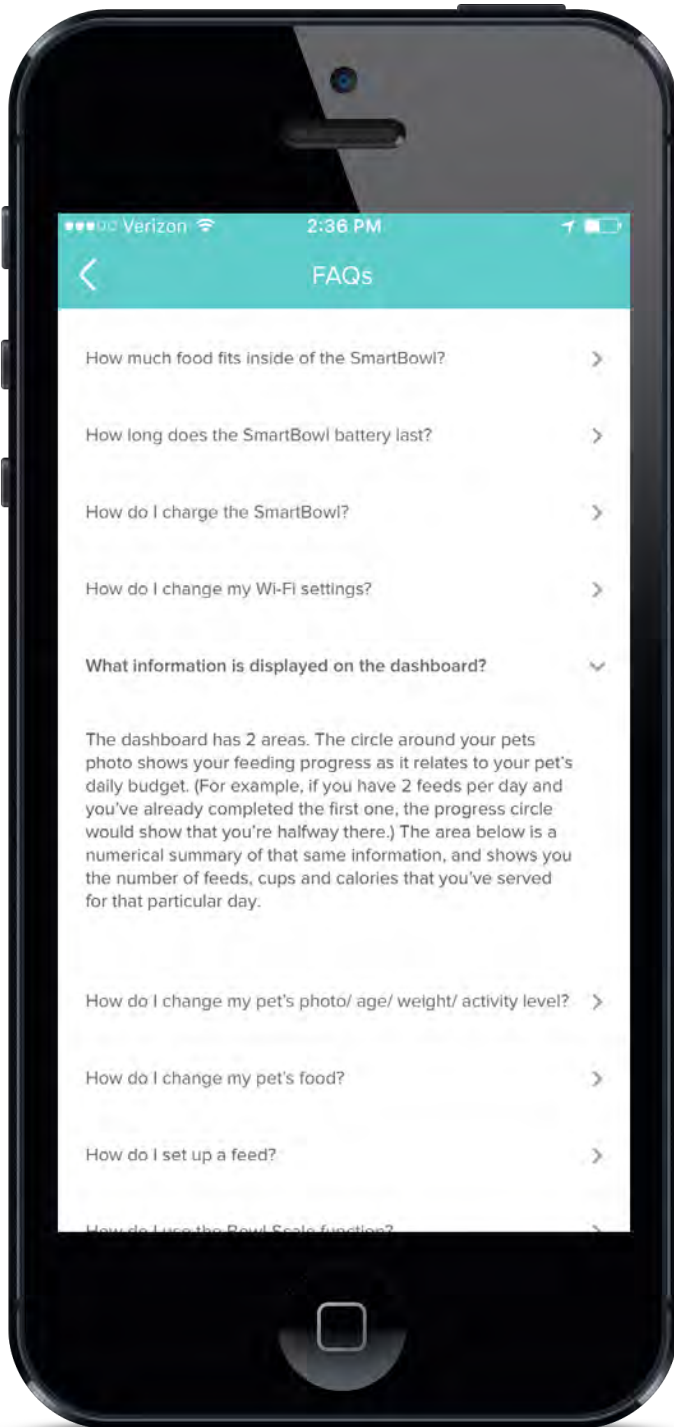 Verizon 2:36 PM
FAQs
How much food fits inside of the SmartBowl?
How long does the SmartBowl battery last?
How do I charge the SmartBowl?
How do I change my Wi-Fi settings?
What information is displayed on the dashboard?
The dashboard has 2 areas. The circle around your pets
photo shows your feeding progress as it relates to your pet's
daily budget. (For example, if you have 2 feeds per day and
you've already completed the first one, the progress circle
would show that you're halfway there.) The area below is a
numerical summary of that same information, and shows you
the number of feeds, cups and calories that you've served
for that particular day.
How do I change my pet's photo/ age/ weight/ activity level?
How do I change my pet's food?
How do I set up a feed?
How do I use the Bowl Scale function?